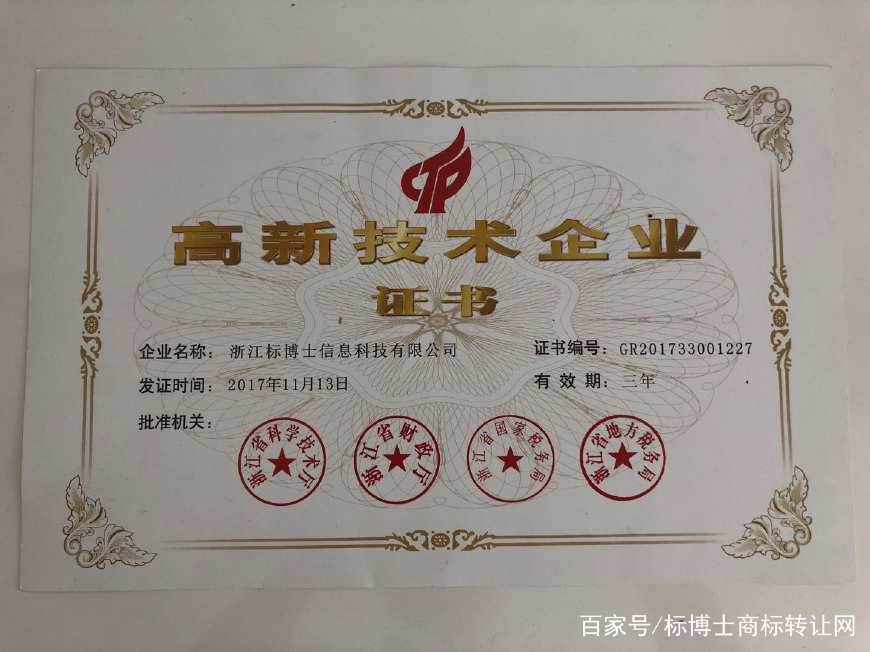 高新技术企业
证书
企业名称：浙江标博士信息科技有限公司
证书编号：GR201733001227
发证时间：2017年11月13日
有效期：三年
批准机关：
浙江省科学技术厅
浙江省财政厅
浙江省国家税务局
浙江省地方税务局
百家号/标博士商标转让网